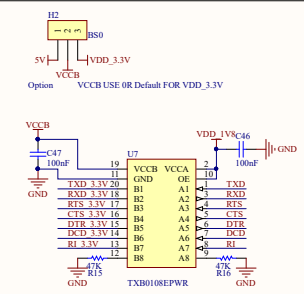 H2
BS0
1 2 3
5V VDD_3.3V
VCCB
Option VCCB USE 0R Default FOR VDD_3.3V
VCCB
VDD_1V8 C46
C47
100nF
100nF
GND
GND
U7
19 VCCB VCCA 2
11 GND OE 10
TXD_3.3V 20 B1 A1 1 TXD
RXD_3.3V 18 B2 A2 3 RXD
RTS_3.3V 17 B3 A3 4 RTS
CTS_3.3V 16 B4 A4 5 CTS
DTR_3.3V 15 B5 A5 6 DTR
DCD_3.3V 14 B6 A6 7 DCD
RI_3.3V 13 B7 A7 8 RI
12 B8 A8 9
47K 47K
R15 R16
GND TXB0108EPWR GND